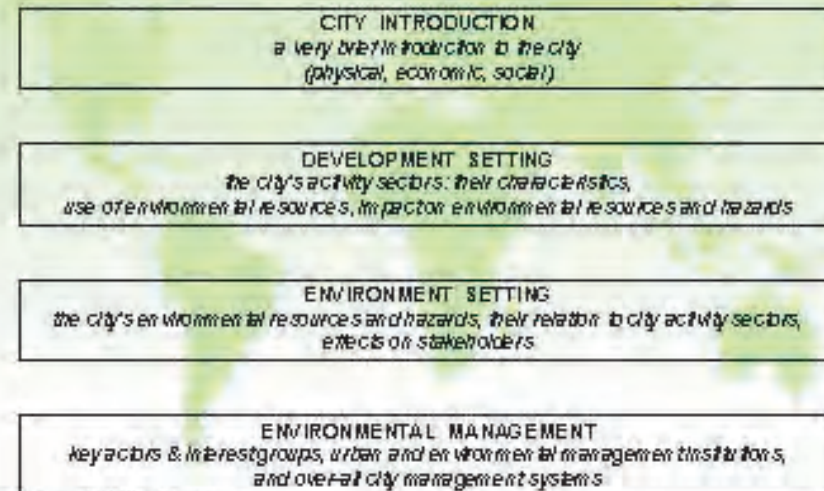 CITY INTRODUCTION
a very brief introduction to the city
(physical, economic, social)
DEVELOPMENT SETTING
the city's activity sectors: their characteristics,
use of environmental resources, impact on environmental resources and hazards
ENVIRONMENT SETTING
the city's environmental resources and hazards, their relation to city activity sectors,
effects on stakeholders
ENVIRONMENTAL MANAGEMENT
key actors & interest groups, urban and environmental management institutions,
and over-all city management systems